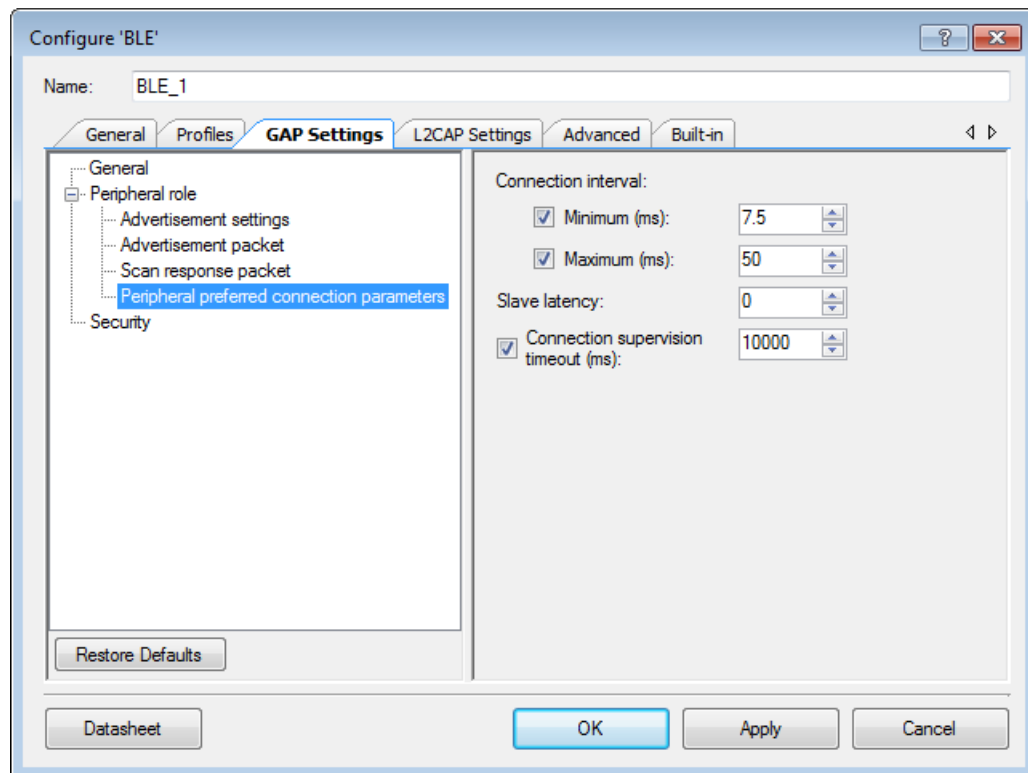 Configure 'BLE'
Name: BLE_1
General Profiles GAP Settings L2CAP Settings Advanced Built-in
General
Peripheral role
Advertisement settings
Advertisement packet
Scan response packet
Peripheral preferred connection parameters
Security
Restore Defaults
Connection interval:
Minimum (ms): 7.5
Maximum (ms): 50
Slave latency: 0
Connection supervision
timeout (ms): 10000
Datasheet OK Apply Cancel